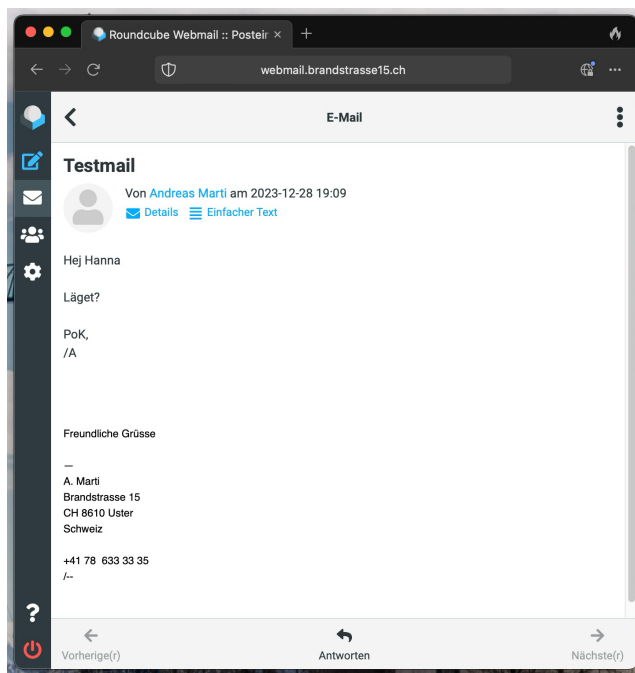 Roundcube Webmail :: Postein
webmail.brandstrasse15.ch
E-Mail
Testmail
Von Andreas Marti am 2023-12-28 19:09
Details Einfacher Text
Hej Hanna
Läget?
PoK,
/A
Freundliche Grüsse
—
A. Marti
Brandstrasse 15
CH 8610 Uster
Schweiz
+41 78 633 33 35
/--
?
Vorherige(r) Antworten Nächste(r)